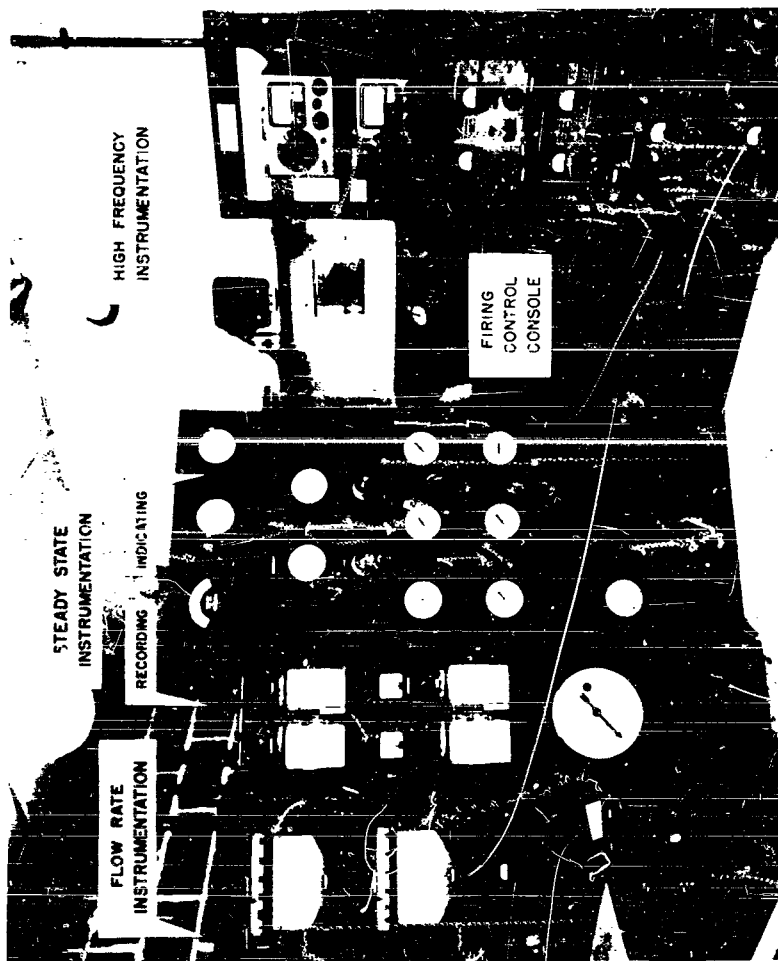 FLOW RATE
INSTRUMENTATION
STEADY STATE
INSTRUMENTATION
RECORDING INDICATING
HIGH FREQUENCY
INSTRUMENTATION
FIRING
CONTROL
CONSOLE